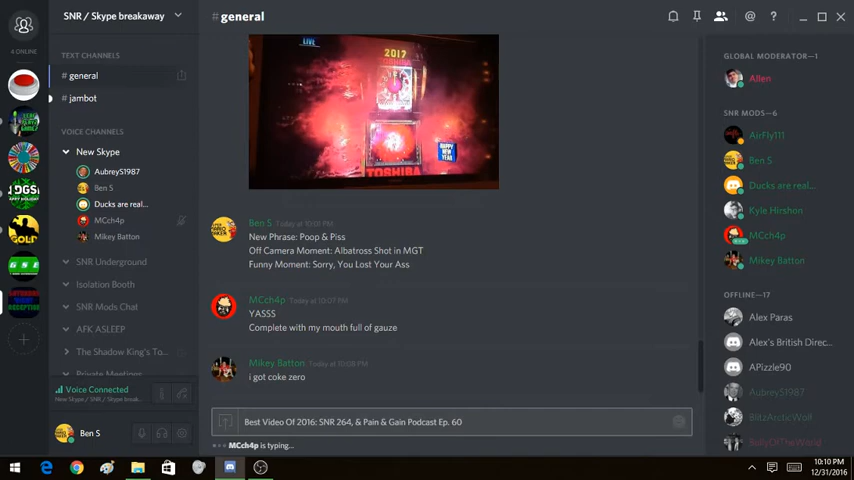 SNR / Skype breakaway
#general
4 ONLINE
TEXT CHANNELS
# general
# jambot
VOICE CHANNELS
New Skype
AubreyS1987
Ben S
Ducks are real...
MCch4p
Mikey Batton
SNR Underground
Isolation Booth
SNR Mods Chat
AFK ASLEEP
The Shadow King's To...
Private Meetings
Voice Connected
New Skype / SNR / Skype break...
Ben S
LIVE
2017
TOSHIBA
HAPPY NEW YEAR
TOSHIBA
Ben S Today at 10:01 PM
New Phrase: Poop & Piss
Off Camera Moment: Albatross Shot in MGT
Funny Moment: Sorry, You Lost Your Ass
MCch4p Today at 10:07 PM
YASSS
Complete with my mouth full of gauze
Mikey Batton Today at 10:08 PM
i got coke zero
Best Video Of 2016: SNR 264, & Pain & Gain Podcast Ep. 60
MCch4p is typing...
GLOBAL MODERATOR—1
Allen
SNR MODS—6
AirFly111
Ben S
Ducks are real...
Kyle Hirshon
MCch4p
Mikey Batton
OFFLINE—17
Alex Paras
Alex's British Direc...
APizzle90
AubreyS1987
BlitzArcticWolf
BullyOfTheWorld
10:10 PM
12/31/2016